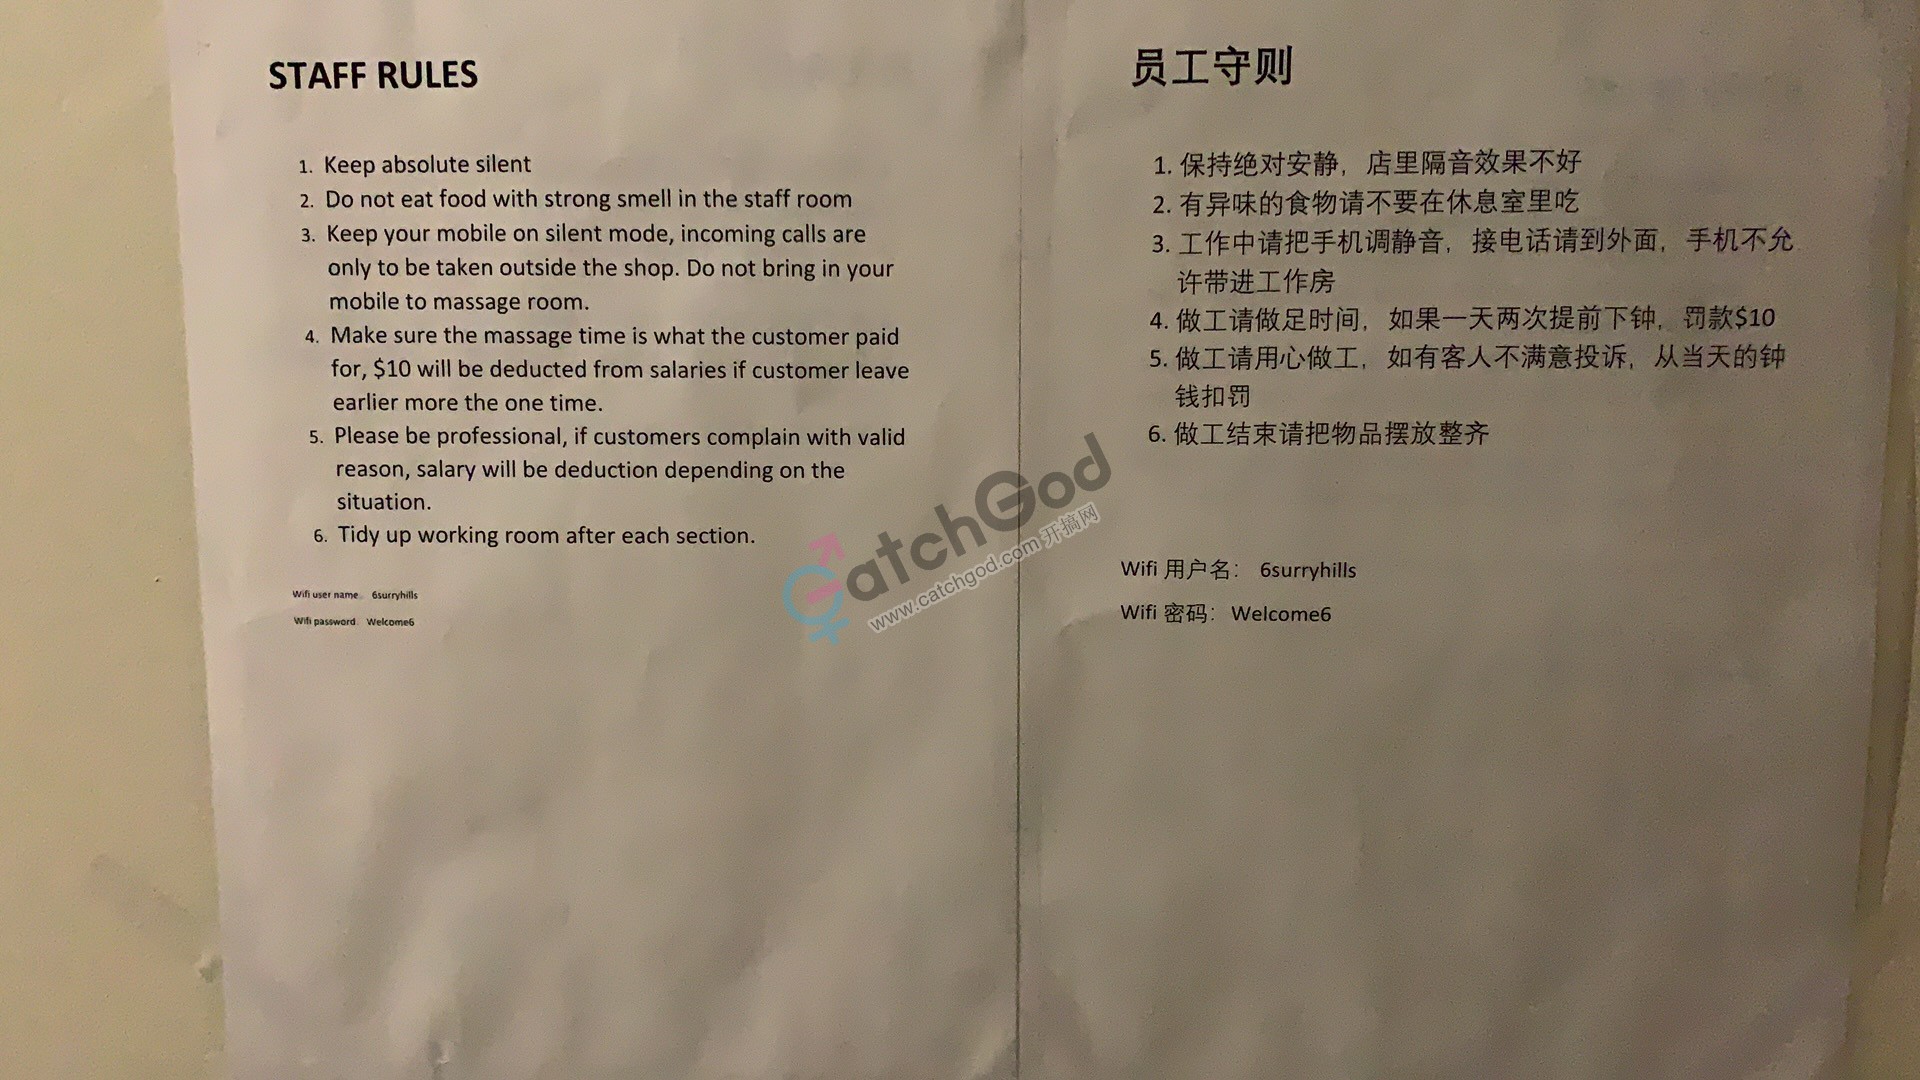 STAFF RULES
1. Keep absolute silent
2. Do not eat food with strong smell in the staff room
3. Keep your mobile on silent mode, incoming calls are
only to be taken outside the shop. Do not bring in your
mobile to massage room.
4. Make sure the massage time is what the customer paid
for, $10 will be deducted from salaries if customer leave
earlier more the one time.
5. Please be professional, if customers complain with valid
reason, salary will be deduction depending on the
situation.
6. Tidy up working room after each section.
Wifi user name: 6surryhills
Wifi password: Welcome6
员工守则
1. 保持绝对安静，店里隔音效果不好
2. 有异味的食物请不要在休息室里吃
3. 工作中请把手机调静音，接电话请到外面，手机不允
许带进工作房
4. 做工请做足时间，如果一天两次提前下钟，罚款$10
5. 做工请用心做工，如有客人不满意投诉，从当天的钟
钱扣罚
6. 做工结束请把物品摆放整齐
Wifi 用户名： 6surryhills
Wifi 密码： Welcome6
CatchGod
www.catchgod.com 开搞网